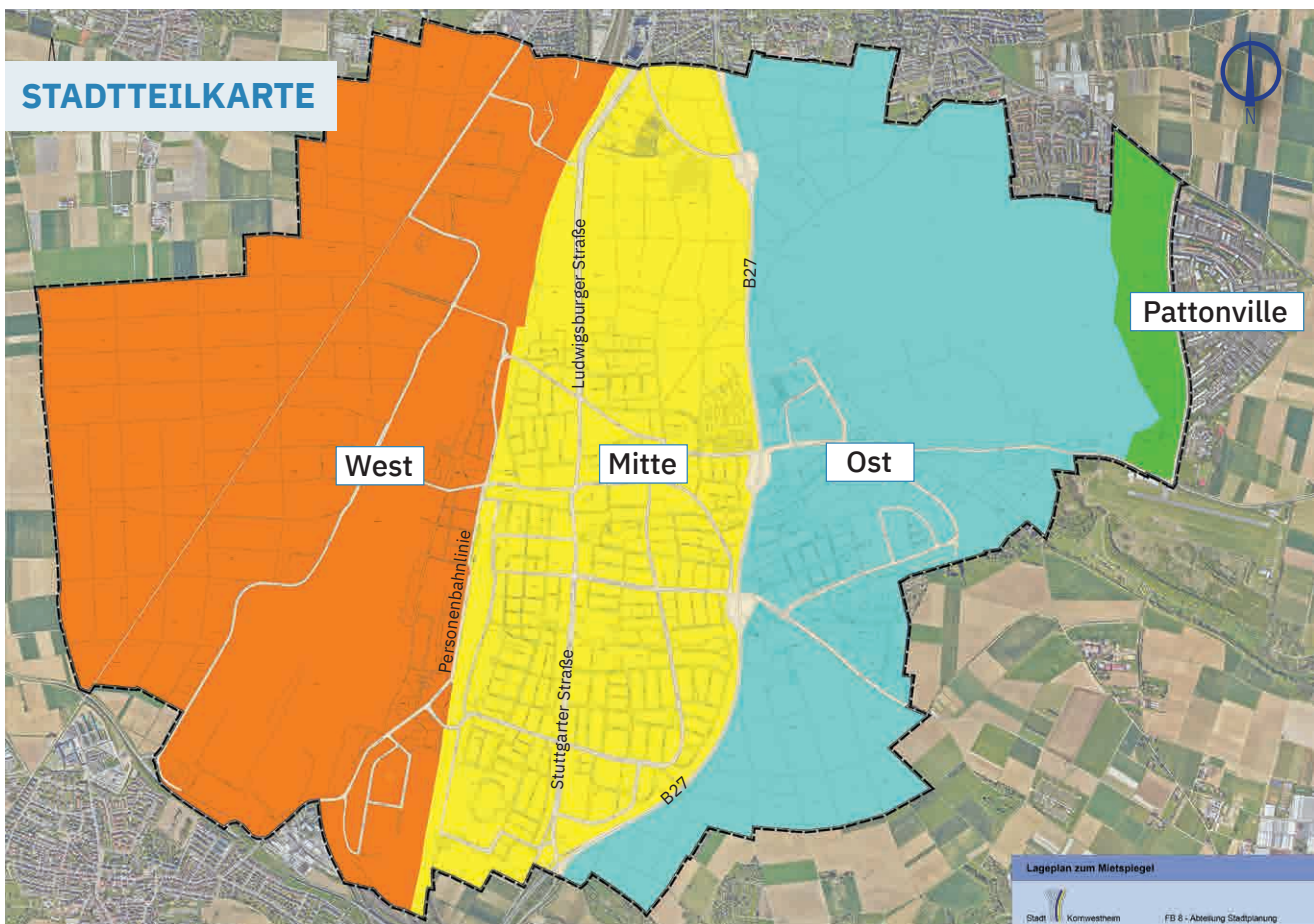 STADTTEILKARTE
N
Ludwigsburger Straße
B27
Pattonville
West
Mitte
Ost
Personenbahnlinie
Stuttgarter Straße
B27
Lageplan zum Mietspiegel
Stadt Kornwestheim
FB 8 - Abteilung Stadtplanung